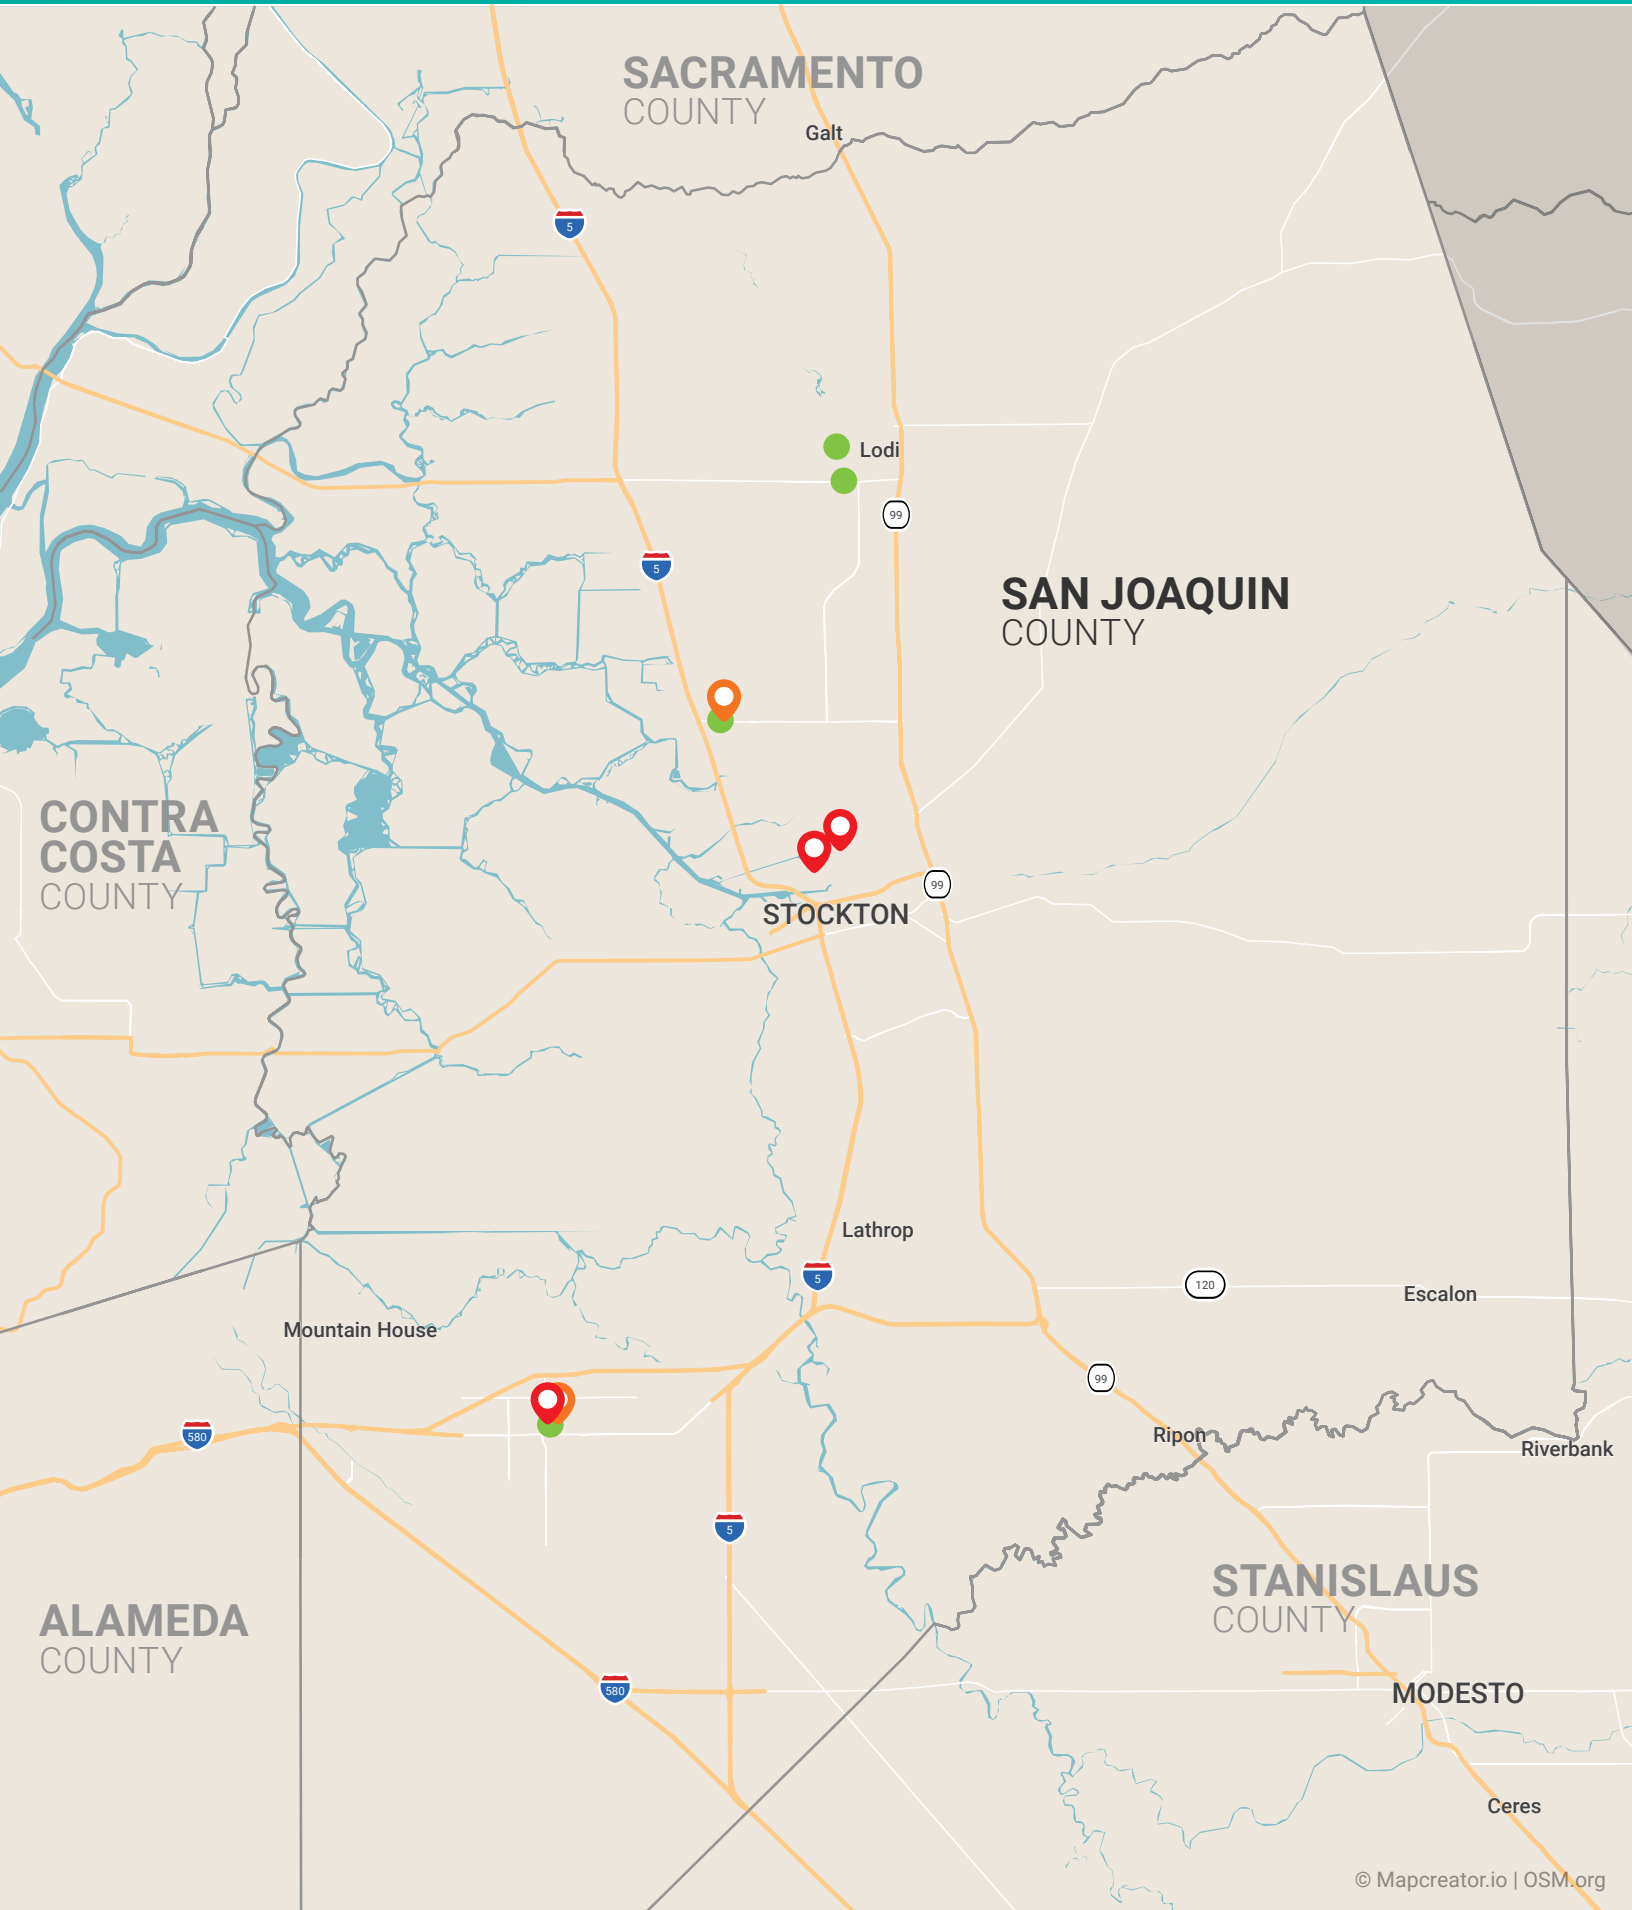 SACRAMENTO
COUNTY
Galt
5
Lodi
99
5
SAN JOAQUIN
COUNTY
CONTRA
COSTA
COUNTY
99
STOCKTON
Lathrop
5
120
Escalon
Mountain House
99
580
Ripon
Riverbank
5
STANISLAUS
COUNTY
ALAMEDA
COUNTY
580
MODESTO
Ceres
© Mapcreator.io | OSM.org